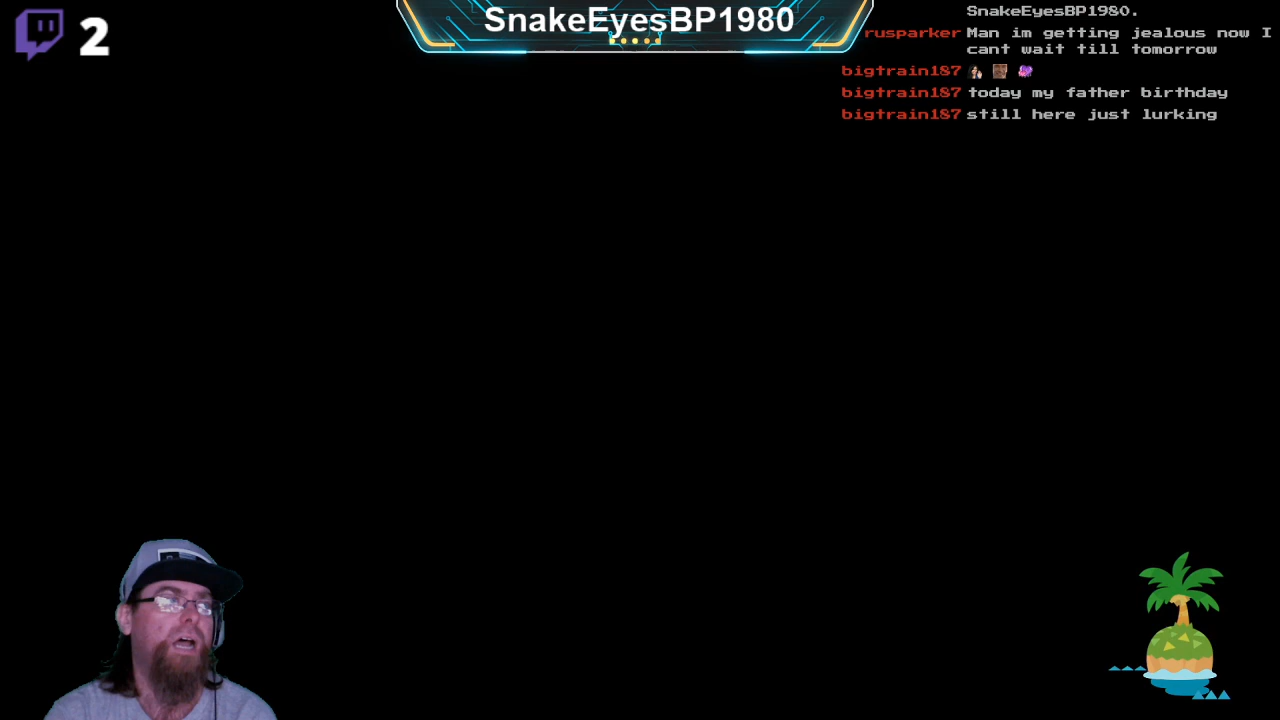 2
SnakeEyesBP1980
SnakeEyesBP1980.
rusparker Man im getting jealous now I
cant wait till tomorrow
bigtrain187
bigtrain187 today my father birthday
bigtrain187 still here just lurking